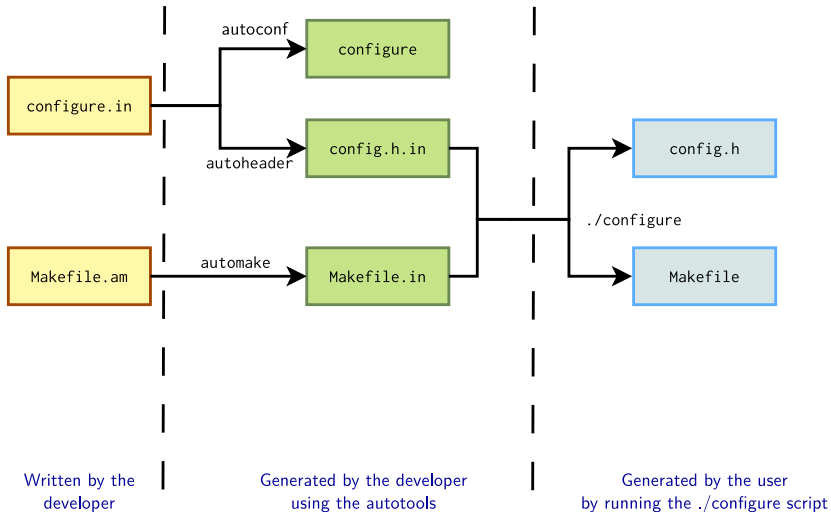 autoconf
configure
configure.in
config.h.in
config.h
autoheader
./configure
automake
Makefile.am
Makefile.in
Makefile
Written by the
developer
Generated by the developer
using the autotools
Generated by the user
by running the ./configure script